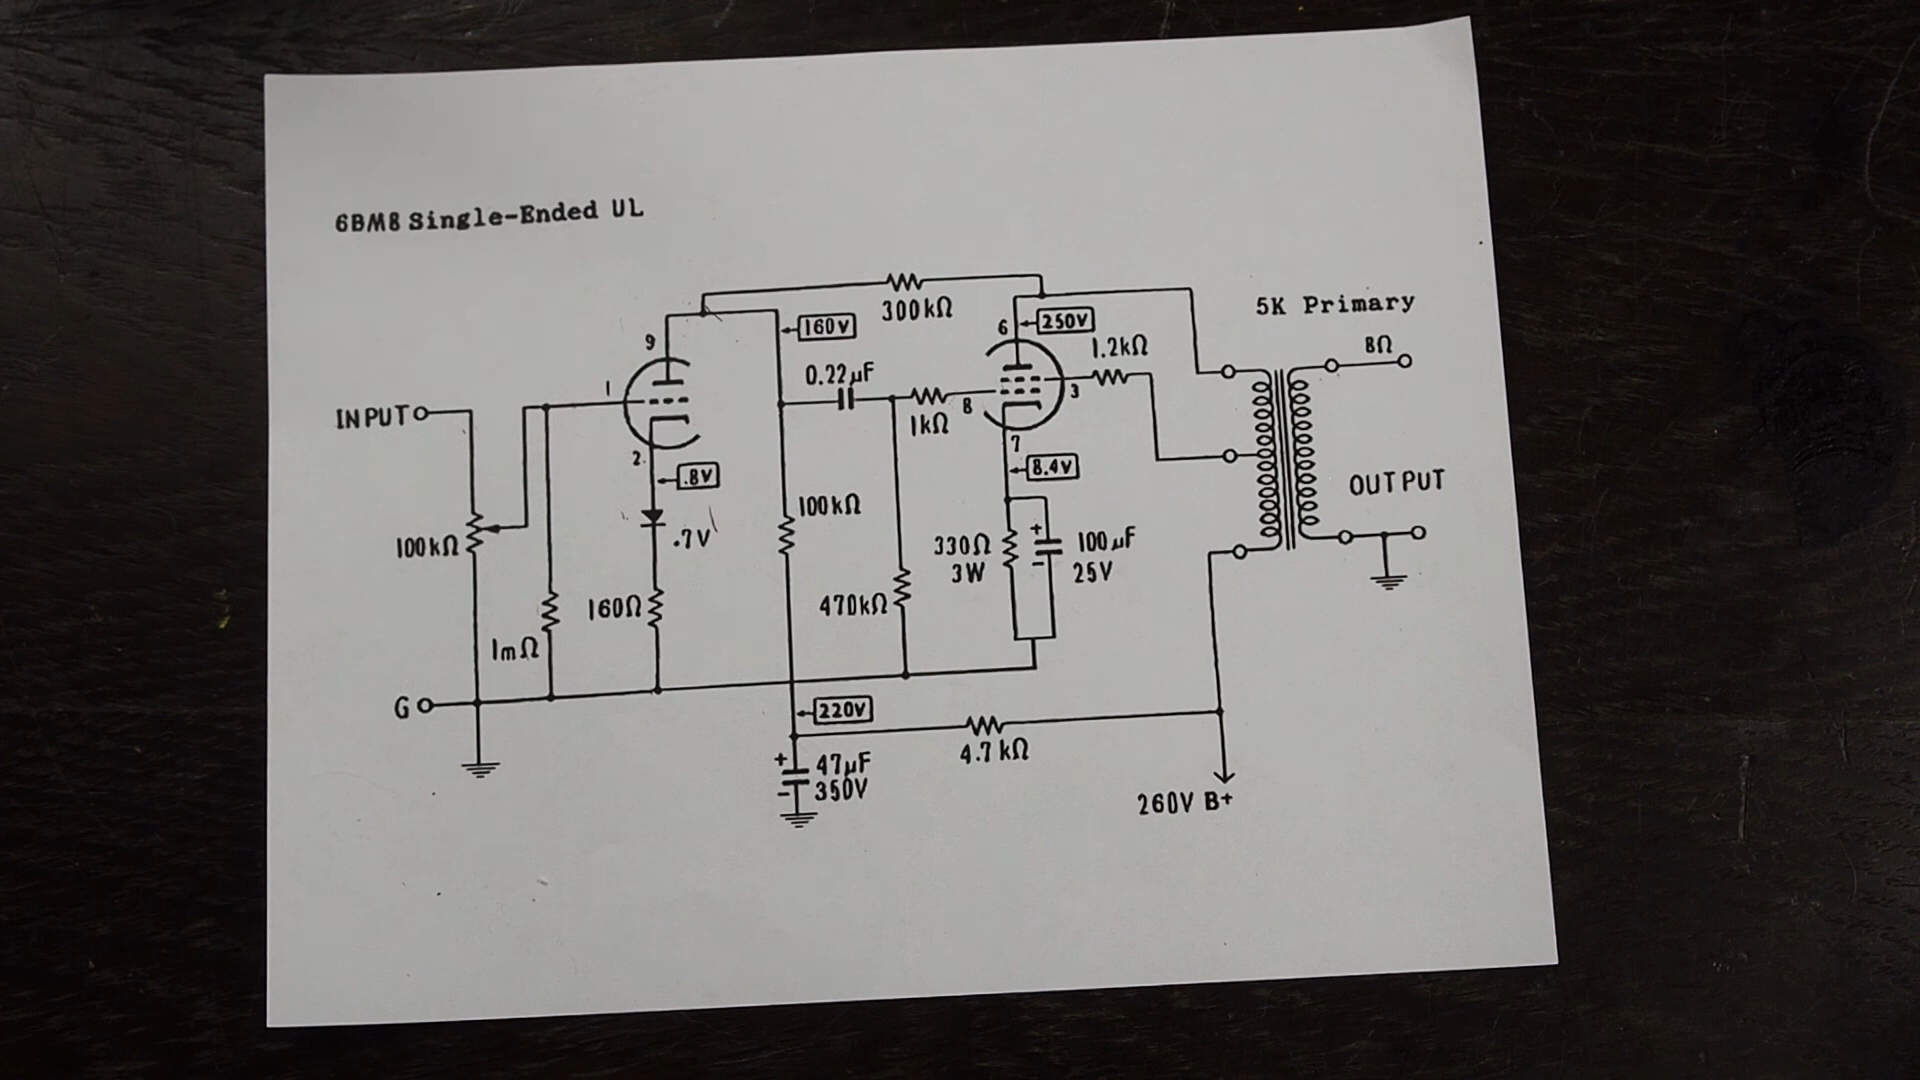 6BM8 Single-Ended UL
300kΩ
5K Primary
160V
6
250V
9
1.2kΩ
8Ω
0.22µF
1
INPUT
3
8
1kΩ
2
7
.8V
8.4V
OUTPUT
100kΩ
.7V
100kΩ
330Ω
3W
100µF
25V
160Ω
470kΩ
1mΩ
G
220V
+
-
+
-
47µF
350V
4.7kΩ
260V B+